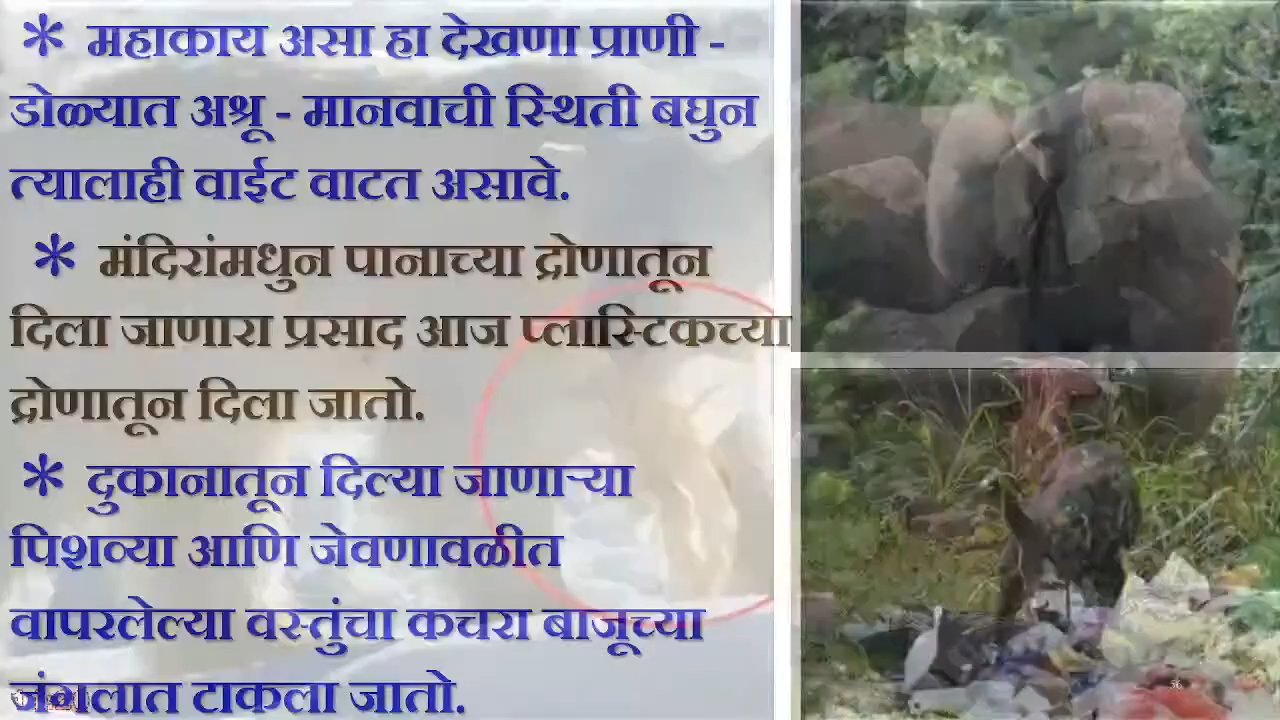 * महाकाय असा हा देखणा प्राणी -
डोळ्यात अश्रू - मानवाची स्थिती बघुन
त्यालाही वाईट वाटत असावे.
* मंदिरांमधुन पानाच्या द्रोणातून
दिला जाणारा प्रसाद आज प्लास्टिकच्या
द्रोणातून दिला जातो.
* दुकानातून दिल्या जाणाऱ्या
पिशव्या आणि जेवणावळीत
वापरलेल्या वस्तुंचा कचरा बाजूच्या
जंगलात टाकला जातो.
56